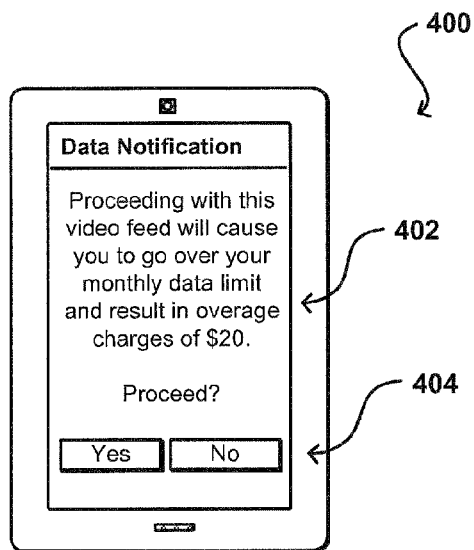 400
Data Notification
Proceeding with this
video feed will cause
you to go over your
monthly data limit
and result in overage
charges of $20.
402
Proceed?
404
Yes No